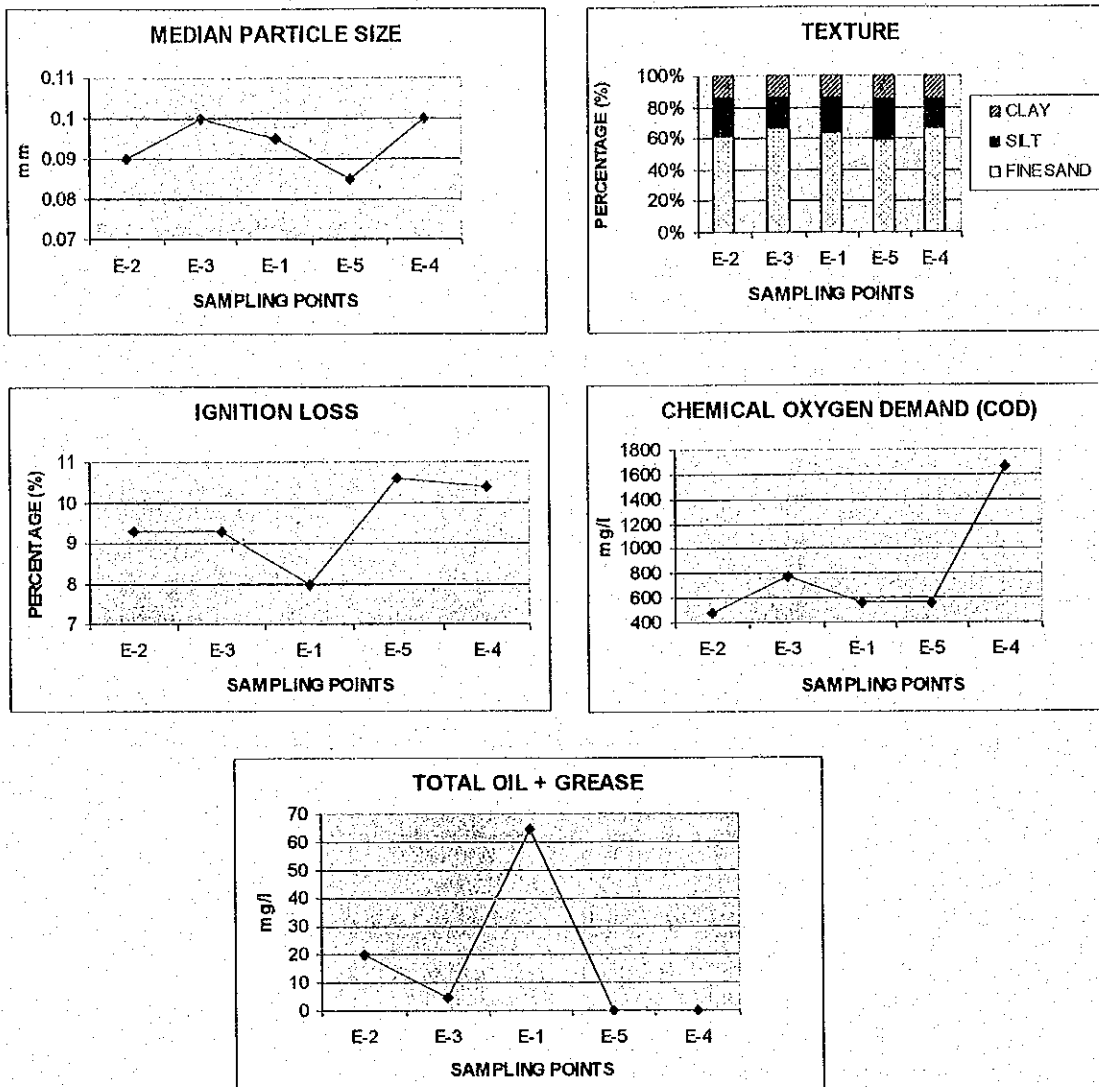 MEDIAN PARTICLE SIZE
0.11
0.1
0.09
0.08
0.07
mm
E-2 E-3 E-1 E-5 E-4
SAMPLING POINTS
TEXTURE
100%
80%
60%
40%
20%
0%
PERCENTAGE (%)
E-2 E-3 E-1 E-5 E-4
SAMPLING POINTS
CLAY
SILT
FINESAND
IGNITION LOSS
11
10
9
8
7
PERCENTAGE (%)
E-2 E-3 E-1 E-5 E-4
SAMPLING POINTS
CHEMICAL OXYGEN DEMAND (COD)
1800
1600
1400
1200
1000
800
600
400
mg/l
E-2 E-3 E-1 E-5 E-4
SAMPLING POINTS
TOTAL OIL + GREASE
70
60
50
40
30
20
10
0
mg/l
E-2 E-3 E-1 E-5 E-4
SAMPLING POINTS